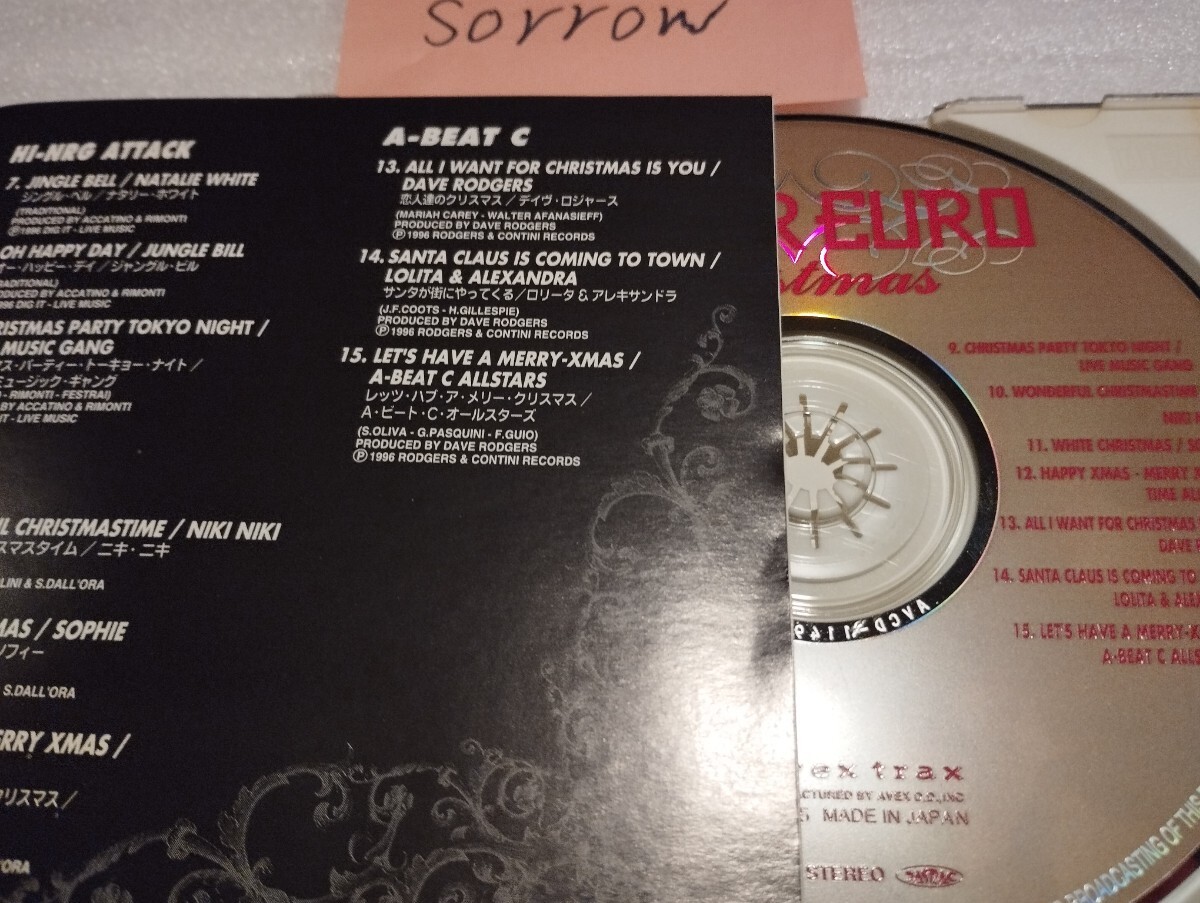 sorrow
HI-NRG ATTACK
7. JINGLE BELL / NATALIE WHITE
ジングル・ベル/ナタリー・ホワイト
(TRADITIONAL)
PRODUCED BY ACCATINO & RIMONTI
Ⓟ1996 DIG IT - LIVE MUSIC
OH HAPPY DAY / JUNGLE BILL
オー・ハッピー・デイ/ジャングル・ビル
PRODUCED BY ACCATINO & RIMONTI
1996 DIG IT - LIVE MUSIC
PARTY TOKYO NIGHT /
MUSIC GANG
パーティー・トーキョー・ナイト/
ミュージック・ギャング
- RIMONTI - FESTRAI)
BY ACCATINO & RIMONTI
IT - LIVE MUSIC
CHRISTMASTIME / NIKI NIKI
スマスタイム/ニキ・ニキ
& S.DALL'ORA
MAS / SOPHIE
ソフィー
S.DALL'ORA
XMAS /
リスマス/
A-BEAT C
13. ALL I WANT FOR CHRISTMAS IS YOU /
DAVE RODGERS
恋人達のクリスマス/デイヴ・ロジャース
(MARIAH CAREY - WALTER AFANASIEFF)
PRODUCED BY DAVE RODGERS
Ⓟ1996 RODGERS & CONTINI RECORDS
14. SANTA CLAUS IS COMING TO TOWN /
LOLITA & ALEXANDRA
サンタが街にやってくる/ロリータ&アレキサンドラ
(J.F.COOTS - H.GILLESPIE)
PRODUCED BY DAVE RODGERS
Ⓟ1996 RODGERS & CONTINI RECORDS
15. LET'S HAVE A MERRY-XMAS /
A-BEAT C ALLSTARS
レッツ・ハブ・ア・メリー・クリスマス/
A・ビート・C・オールスターズ
(S.OLIVA - G.PASQUINI - F.GUIO)
PRODUCED BY DAVE RODGERS
Ⓟ1996 RODGERS & CONTINI RECORDS
R EURO
stmas
9. CHRISTMAS PARTY TOKYO NIGHT /
LIVE MUSIC GANG
10. WONDERFUL CHRISTMASTIME
11. WHITE CHRISTMAS /
12. HAPPY XMAS - MERRY
TIME
13. ALL I WANT FOR CHRISTMAS
DAVE
14. SANTA CLAUS IS COMING TO
LOLITA &
15. LET'S HAVE A MERRY-X
A-BEAT C ALLS
ex trax
BY AVEX D.D.,INC
5 MADE IN JAPAN
STEREO
JASRAC
BROADCASTING OF